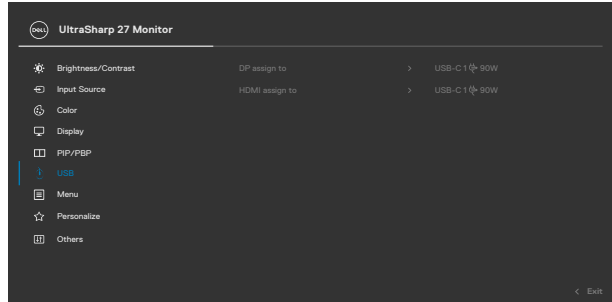 DELL UltraSharp 27 Monitor
Brightness/Contrast DP assign to > USB-C 1 90W
Input Source HDMI assign to > USB-C 1 90W
Color
Display
PIP/PBP
USB
Menu
Personalize
Others
< Exit